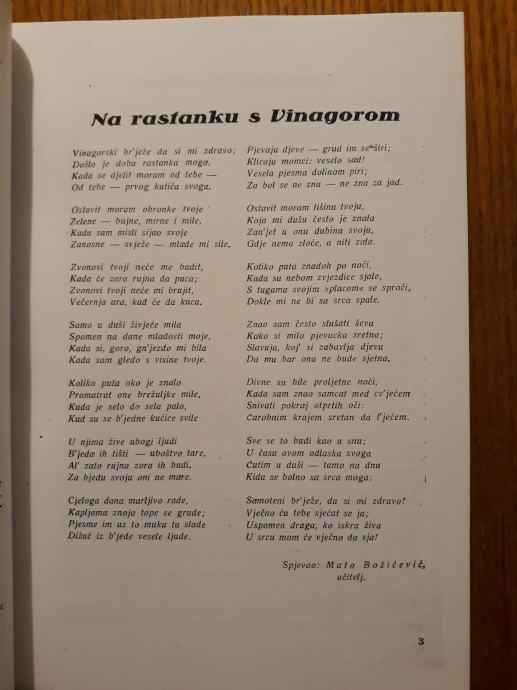 Na rastanku s Vinagorom
Vinagorski br'ježe da si mi zdravo;
Došlo je doba rastanka moga,
Kada se djelit moram od tebe —
Od tebe — prvog kutića svoga.
Ostavit moram obronke tvoje
Zelene — bujne, mirne i mile,
Kuda sam misli sijao svoje
Zanosne — svježe — mlade mi sile,
Zvonovi tvoji neće me budit,
Kada će zora rujna da puca;
Zvonovi tvoji neće mi brujit,
Večernja ura, kad će da kuca.
Samo u duši živjeće mila
Spomen na dane mladosti moje,
Kada si, goro, gn'jezdo mi bila
Kada sam gledo s visine tvoje.
Koliko puta oko je znalo
Promatrat one brežuljke mile,
Kuda je selo do sela palo,
Kud su se b'jedne kućice svile
U njima žive ubogi ljudi
B'jeda ih tišti — uboštvo tare,
Al' zato rujna zora ih budi,
Za bjedu svoju oni ne mare.
Cjeloga dana marljivo rade,
Kapljama znoja tope se grude;
Pjesme im uz to muku tu slade
Dižuć iz b'jede vesele ljude.
Pjevaju djeve — grud im se širi;
Klicaju momci: veselo sad!
Vesela pjesma dolinom piri;
Za bol se ne zna — ne zna za jad.
Ostavit moram tišinu tvoju,
Koja mi dušu često je znala
Zan'jet u onu dubinu svoju,
Gdje nema zloće, a niti zala.
Koliko puta znadoh po noći,
Kada su nebom zvjezdice sjale,
S tugama svojim »placom« se sproći,
Dokle mi ne bi sa srca spale.
Znao sam često slušati ševu
Kako si milo pjevucka sretna;
Slavuja, koj' si zabavlja djevu
Da mu bar ona ne bude sjetna.
Divne su bile proljetne noći,
Kada sam znao samcat med cv'jećem
Snivati pokraj otprtih oči:
Čarobnim krajem sretan da l'ječem.
Sve se to budi kao u snu;
U času ovom odlaska svoga
Ćutim u duši — tamo na dnu
Kida se bolno sa srca moga:
Samoteni br'ježe, da si mi zdravo!
Vječno ću tebe sjećat se ja;
Uspomen draga, ko iskra živa
U srcu mom će vječno da sja!
Spjevao: Mato Božičević,
učitelj.
3